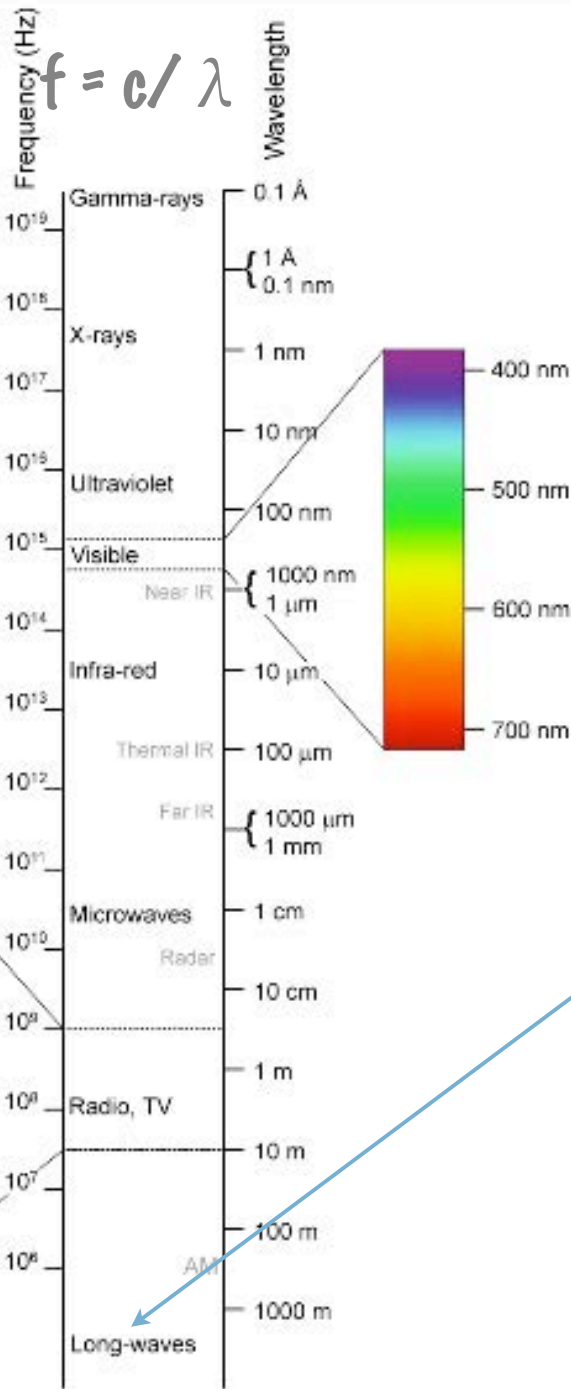 Frequency (Hz)
f = c/ λ
Wavelength
Gamma-rays
0.1 Å
10¹⁹
1 Å
0.1 nm
10¹⁸
X-rays
1 nm
400 nm
10¹⁷
10 nm
10¹⁶
Ultraviolet
500 nm
100 nm
10¹⁵
Visible
1000 nm
Near IR
1 μm
600 nm
10¹⁴
Infra-red
10 μm
10¹³
700 nm
Thermal IR
100 μm
10¹²
Far IR
1000 μm
1 mm
10¹¹
Microwaves
1 cm
10¹⁰
Radar
10 cm
10⁹
1 m
10⁸
Radio, TV
10 m
10⁷
100 m
10⁶
AM
1000 m
Long-waves